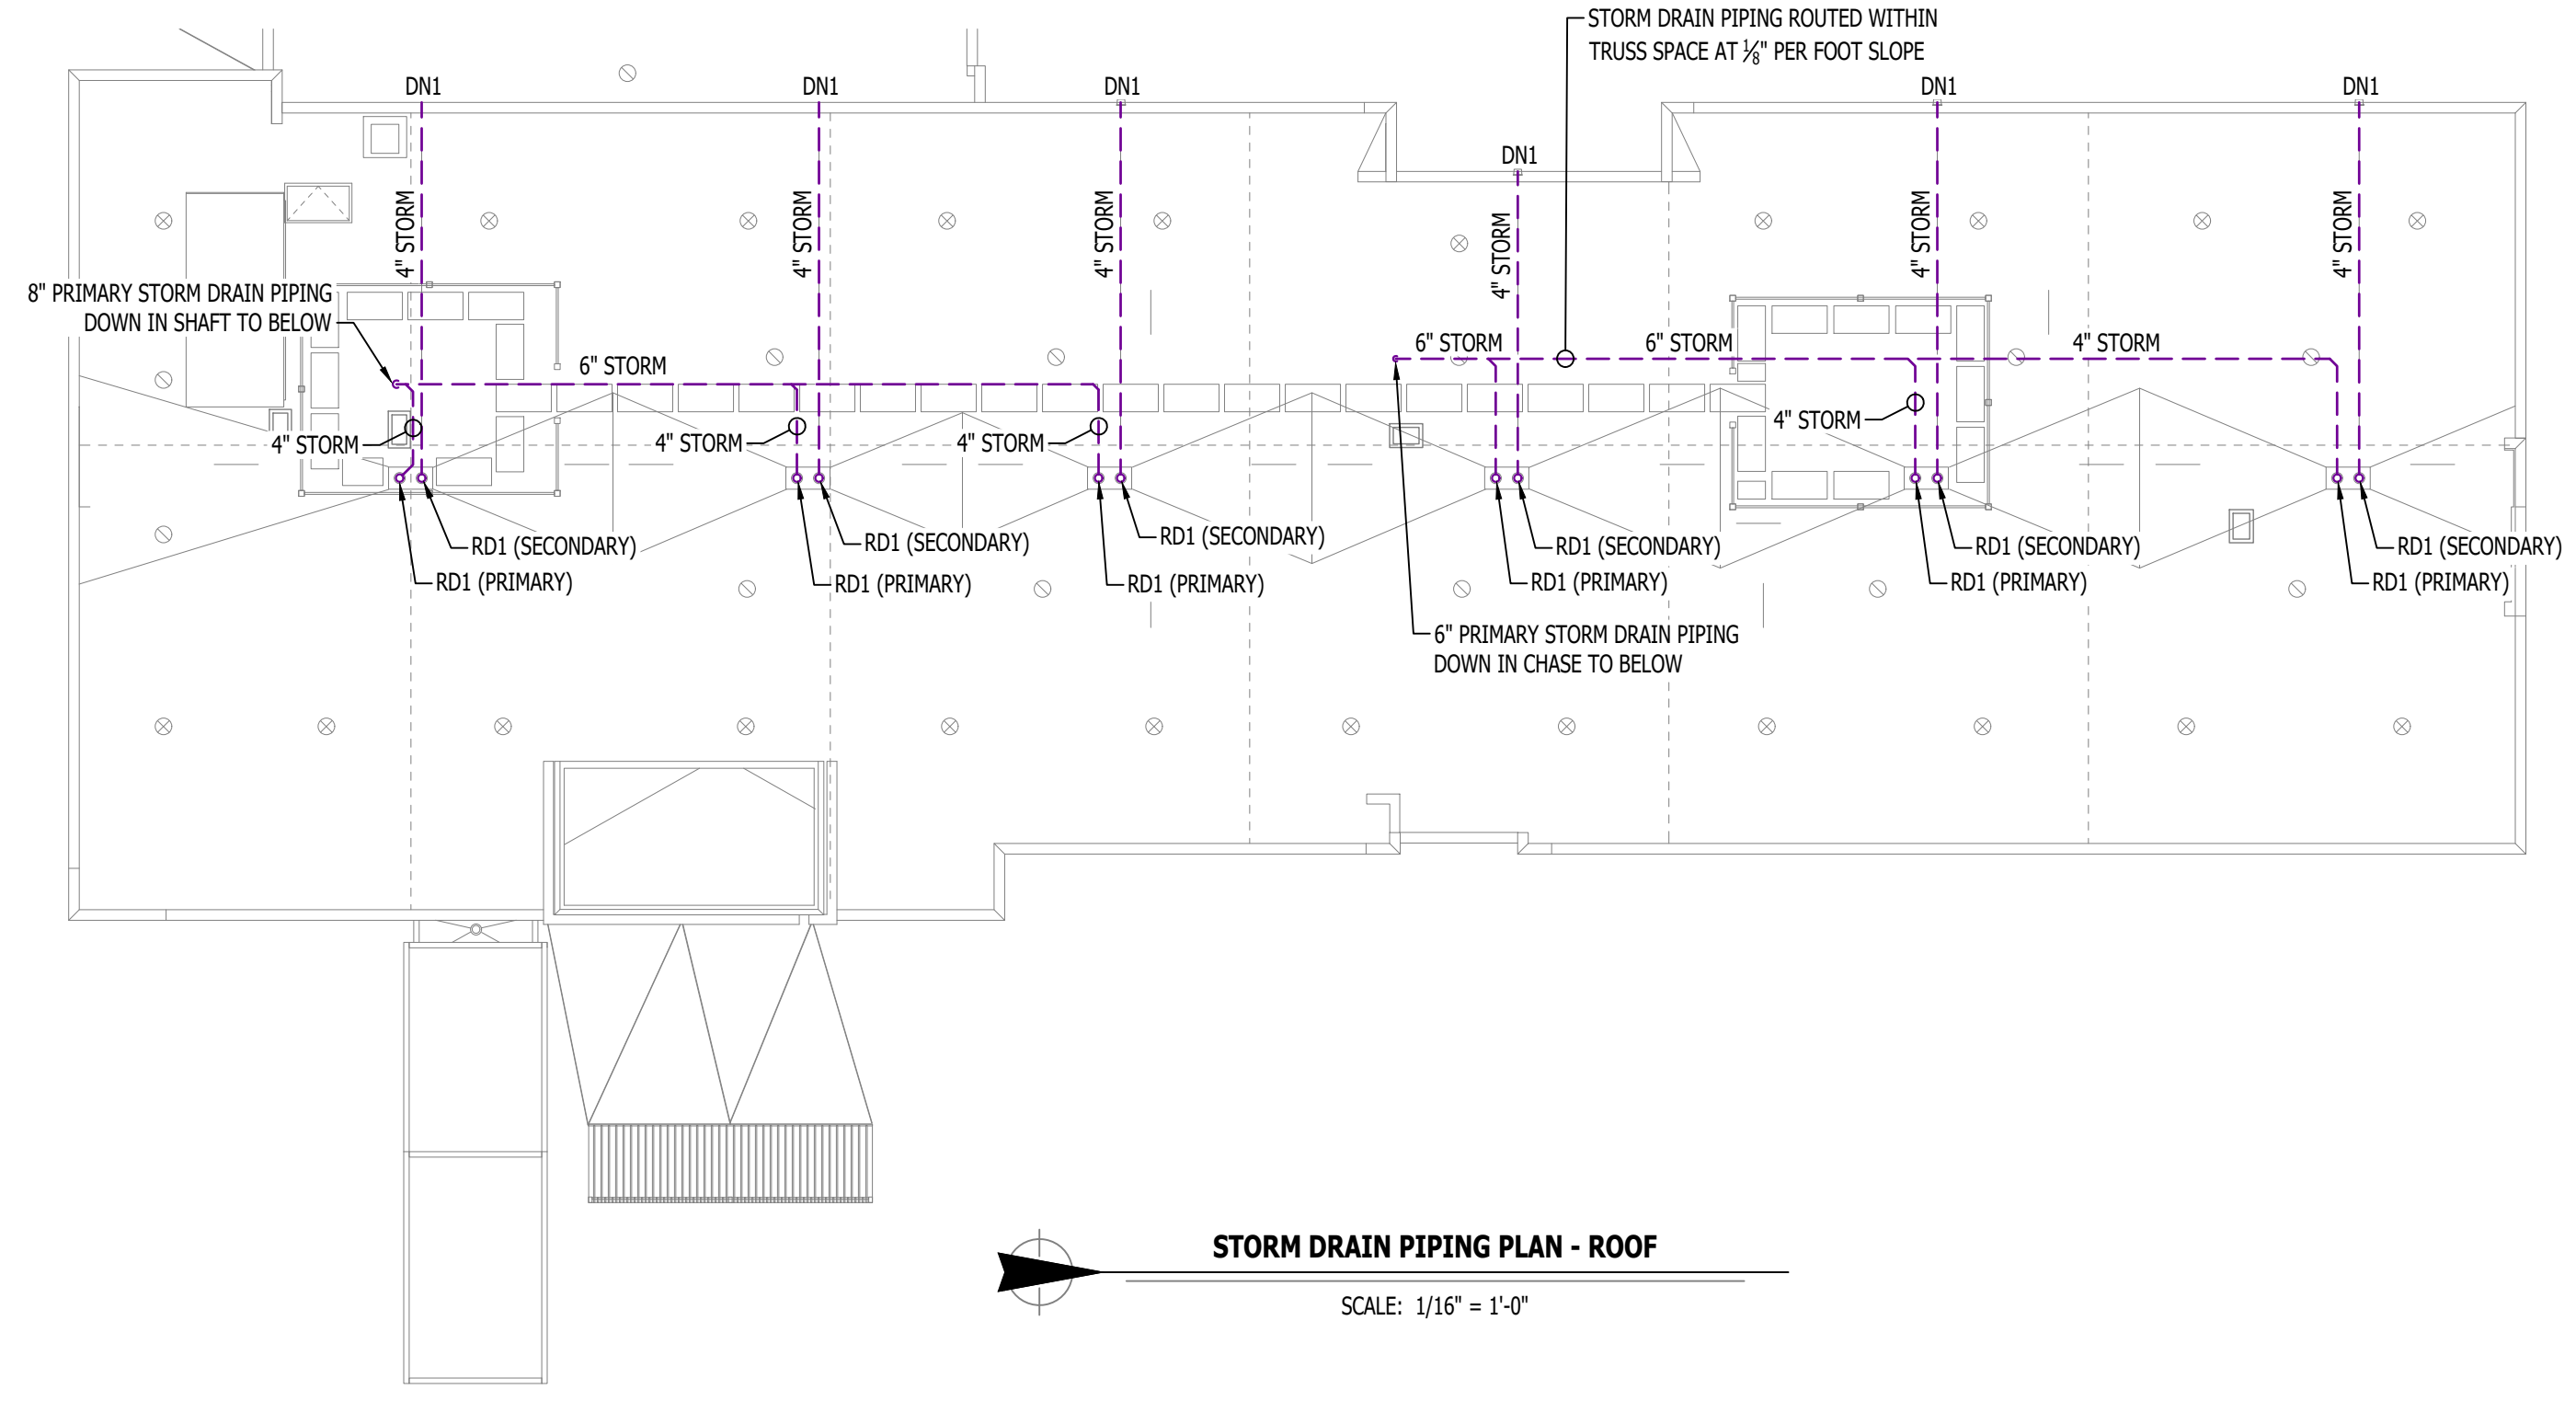 STORM DRAIN PIPING ROUTED WITHIN
TRUSS SPACE AT ⅛" PER FOOT SLOPE
DN1
DN1
DN1
DN1
DN1
DN1
4" STORM
4" STORM
4" STORM
4" STORM
4" STORM
4" STORM
8" PRIMARY STORM DRAIN PIPING
DOWN IN SHAFT TO BELOW
6" STORM
6" STORM
6" STORM
4" STORM
4" STORM
4" STORM
4" STORM
4" STORM
RD1 (SECONDARY)
RD1 (PRIMARY)
RD1 (SECONDARY)
RD1 (PRIMARY)
RD1 (SECONDARY)
RD1 (PRIMARY)
RD1 (SECONDARY)
RD1 (PRIMARY)
RD1 (SECONDARY)
RD1 (PRIMARY)
RD1 (SECONDARY)
RD1 (PRIMARY)
6" PRIMARY STORM DRAIN PIPING
DOWN IN CHASE TO BELOW
STORM DRAIN PIPING PLAN - ROOF
SCALE: 1/16" = 1'-0"